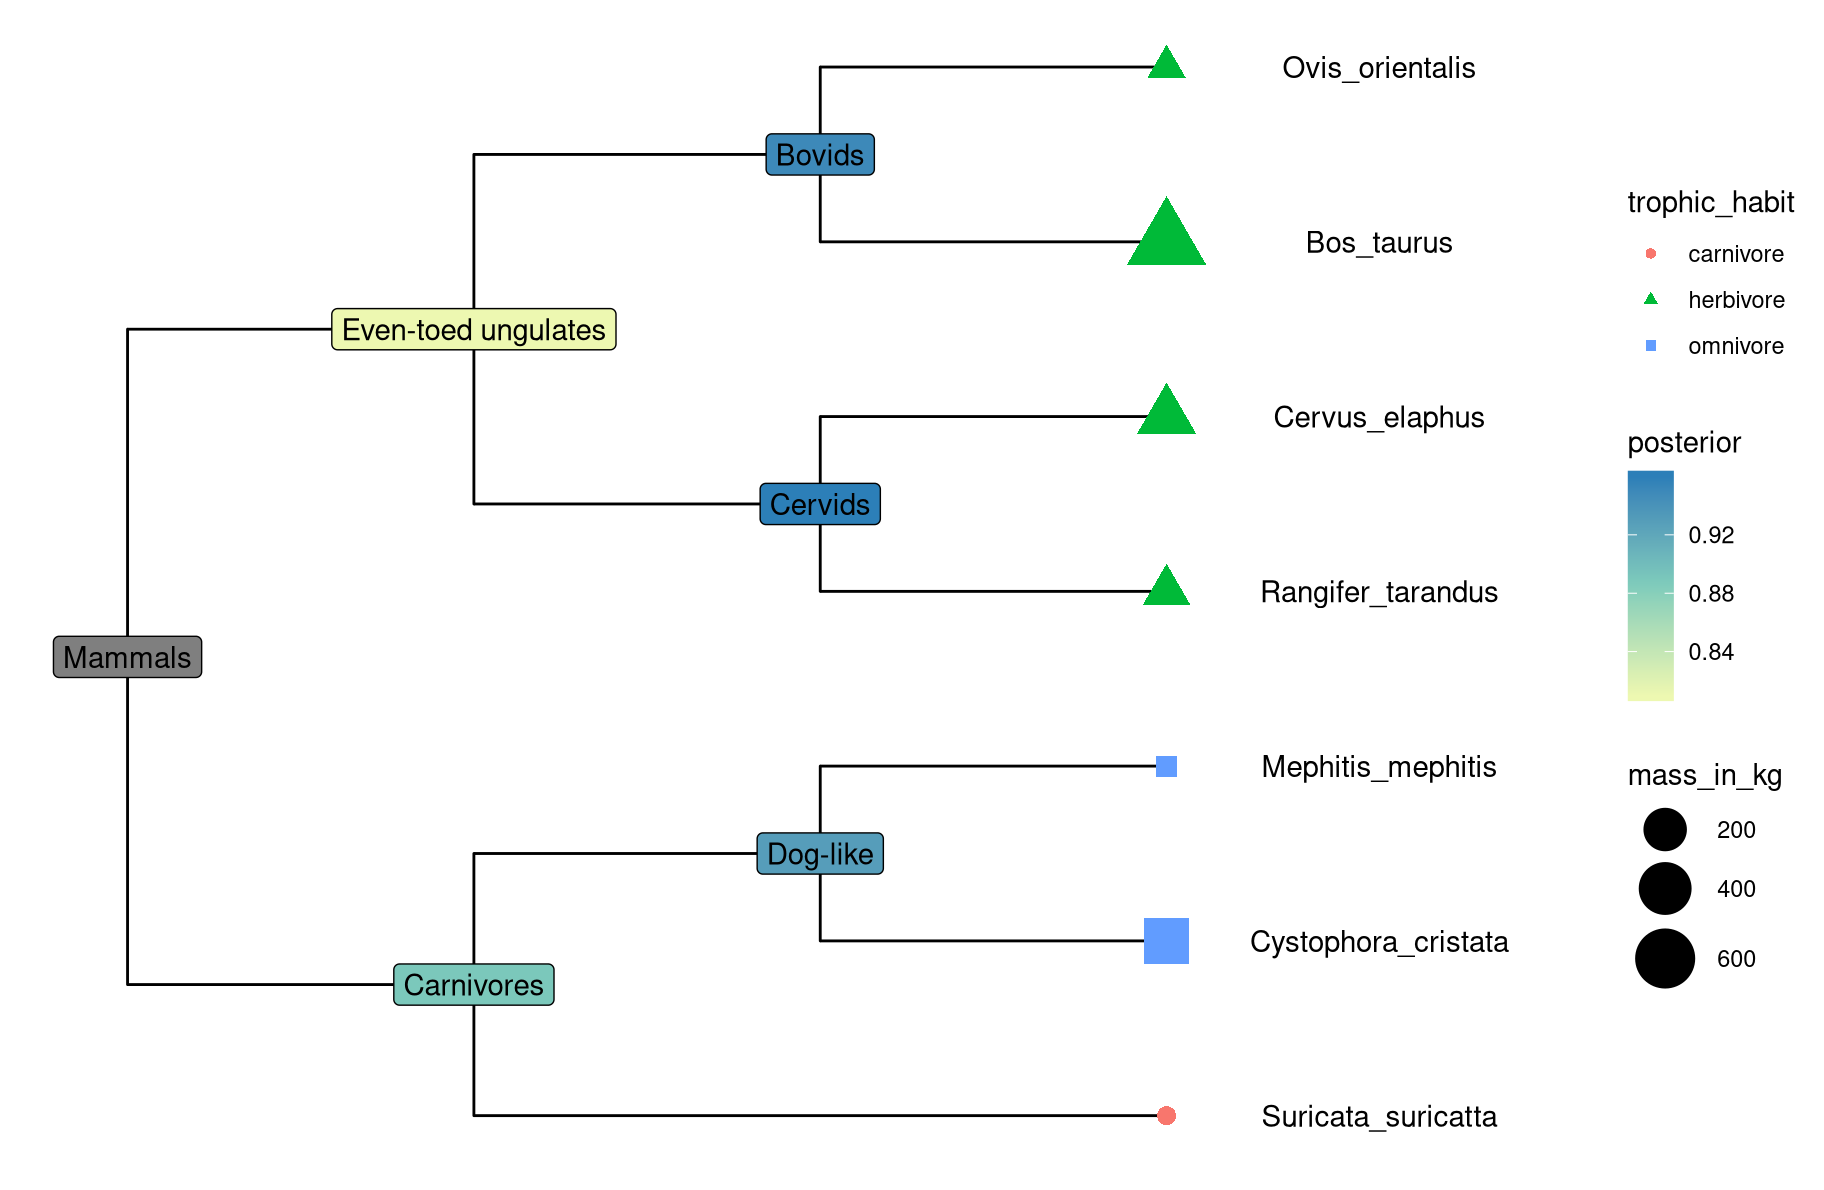 Ovis_orientalis
Bovids
Bos_taurus
Even-toed ungulates
Cervus_elaphus
Cervids
Rangifer_tarandus
Mammals
Mephitis_mephitis
Dog-like
Cystophora_cristata
Carnivores
Suricata_suricatta
trophic_habit
carnivore
herbivore
omnivore
posterior
0.92
0.88
0.84
mass_in_kg
200
400
600